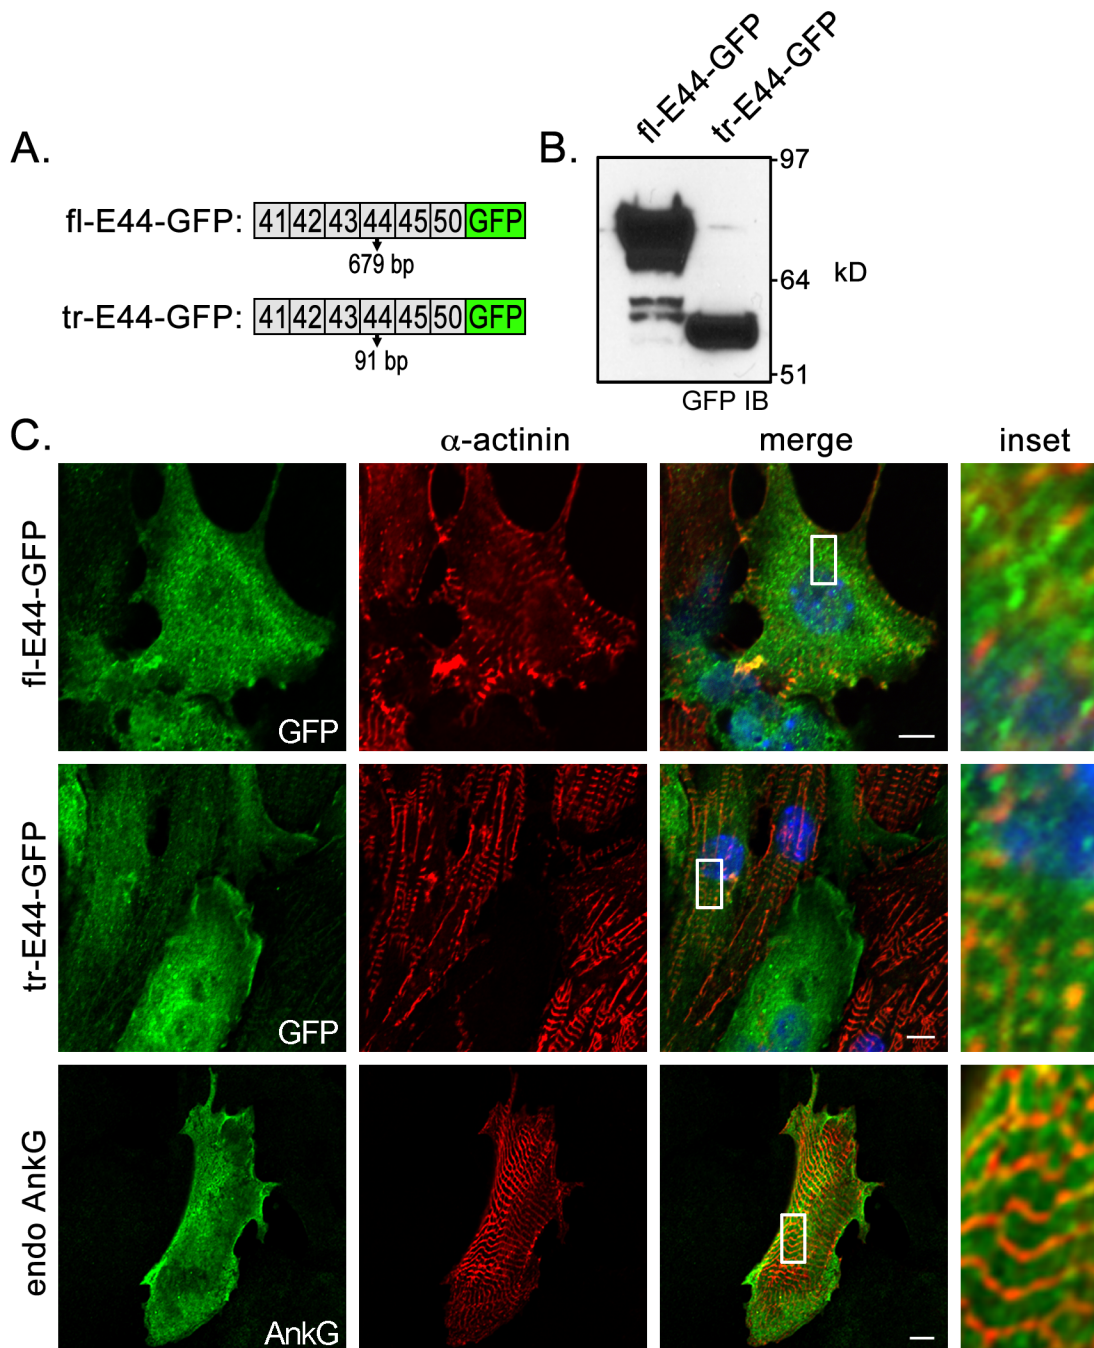 A.
fl-E44-GFP: 41 42 43 44 45 50 GFP
679 bp
tr-E44-GFP: 41 42 43 44 45 50 GFP
91 bp
B.
fl-E44-GFP
tr-E44-GFP
97
64
kD
51
GFP IB
C.
α-actinin
merge
inset
fl-E44-GFP
GFP
tr-E44-GFP
GFP
endo AnkG
AnkG